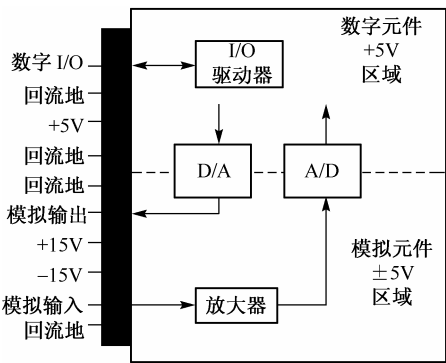 数字 I/O
回流地
+5V
回流地
回流地
模拟输出
+15V
−15V
模拟输入
回流地
I/O
驱动器
数字元件
+5V
区域
D/A
A/D
模拟元件
±5V
区域
放大器